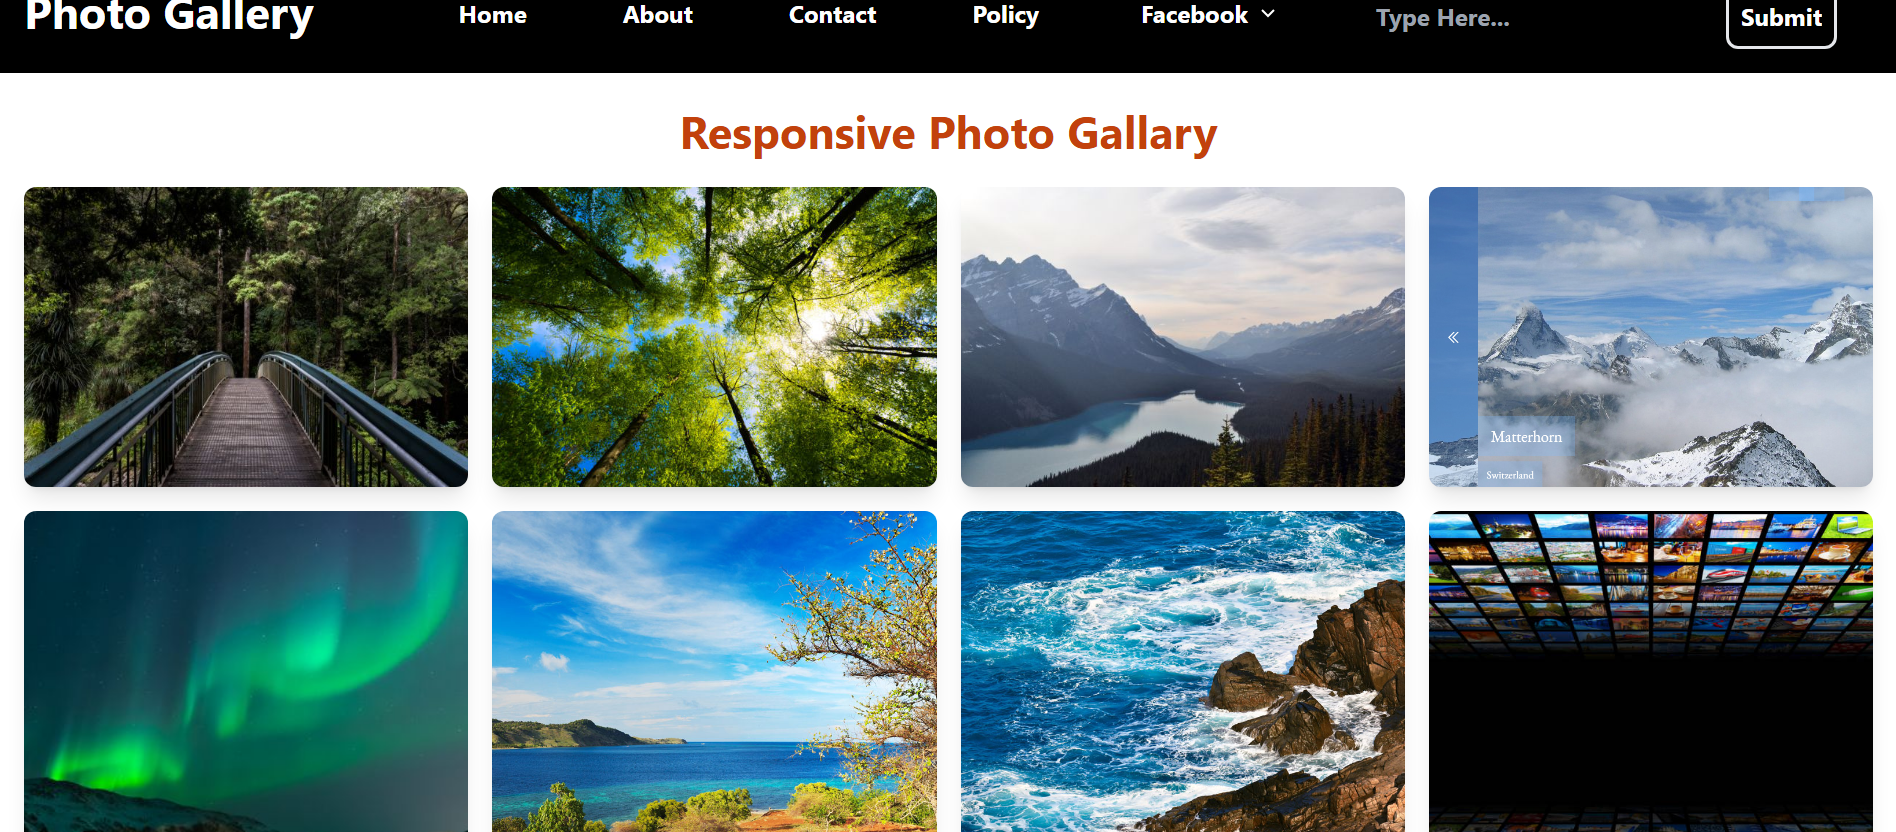 Photo Gallery Home About Contact Policy Facebook Type Here... Submit
Responsive Photo Gallary
Matterhorn
Switzerland